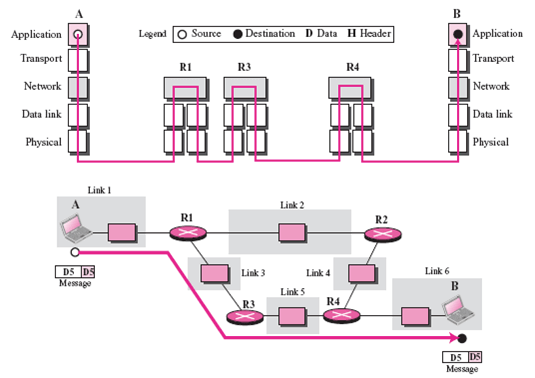 A
B
Legend Source Destination D Data H Header
Application
Application
Transport
R1
R3
R4
Transport
Network
Network
Data link
Data link
Physical
Physical
Link 1
A
R1
Link 2
R2
Link 3
Link 4
Link 6
B
D5 D5
Message
R3
Link 5
R4
D5 D5
Message